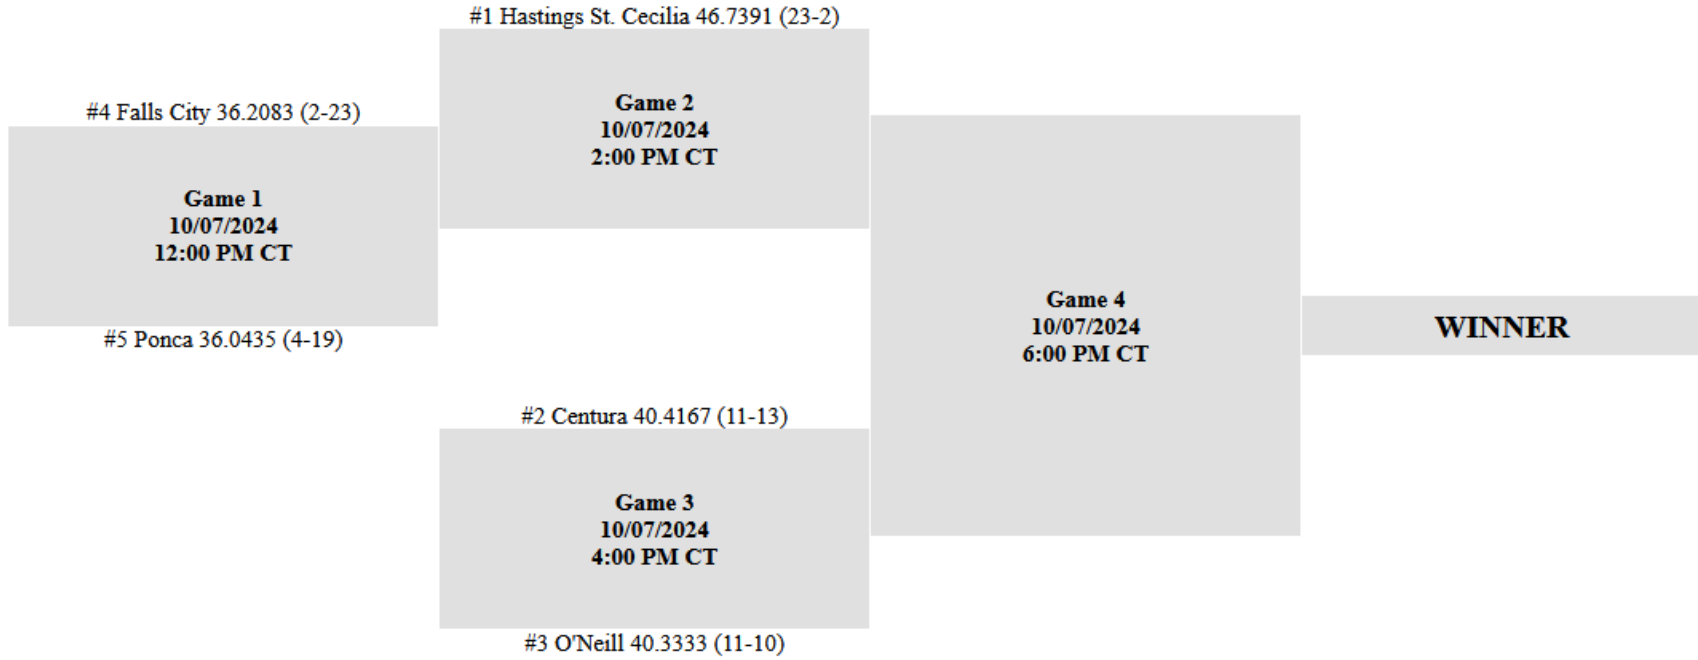 #1 Hastings St. Cecilia 46.7391 (23-2)
Game 2
10/07/2024
2:00 PM CT
#4 Falls City 36.2083 (2-23)
Game 1
10/07/2024
12:00 PM CT
#5 Ponca 36.0435 (4-19)
Game 4
10/07/2024
6:00 PM CT
WINNER
#2 Centura 40.4167 (11-13)
Game 3
10/07/2024
4:00 PM CT
#3 O'Neill 40.3333 (11-10)